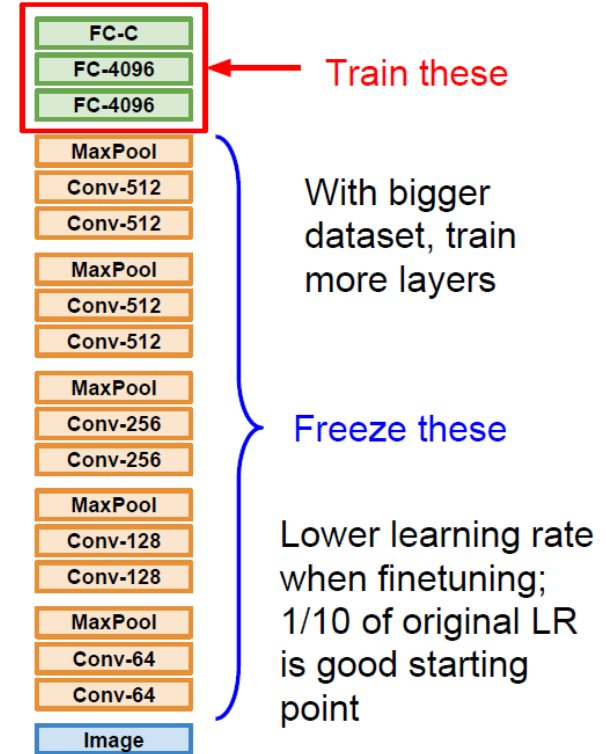 FC-C
FC-4096
FC-4096
Train these
MaxPool
Conv-512
Conv-512
With bigger
dataset, train
more layers
MaxPool
Conv-512
Conv-512
MaxPool
Conv-256
Conv-256
Freeze these
MaxPool
Conv-128
Conv-128
Lower learning rate
when finetuning;
1/10 of original LR
is good starting
point
MaxPool
Conv-64
Conv-64
Image